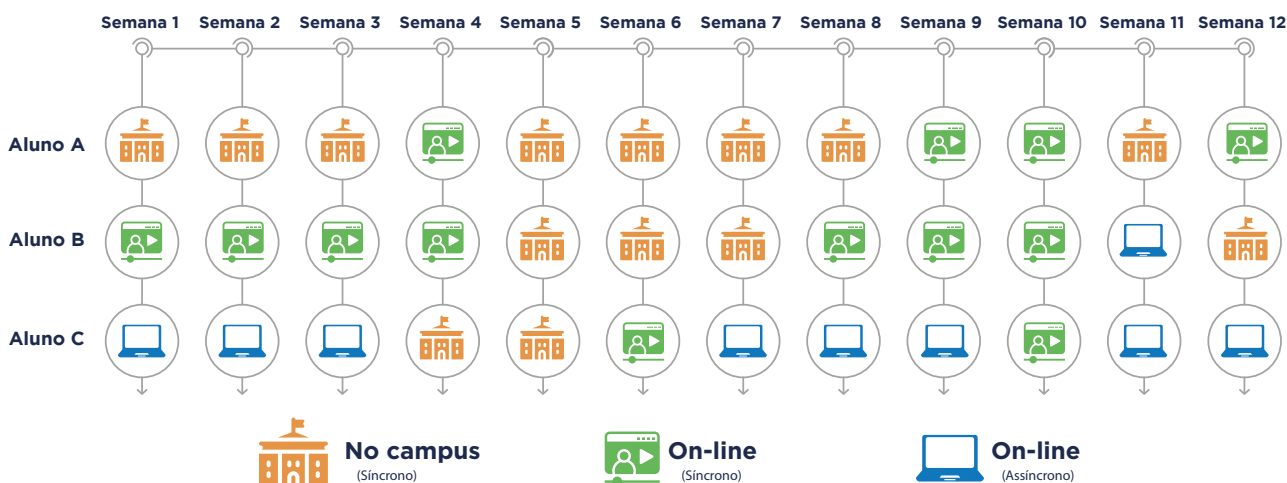 Semana 1 Semana 2 Semana 3 Semana 4 Semana 5 Semana 6 Semana 7 Semana 8 Semana 9 Semana 10 Semana 11 Semana 12
Aluno A
Aluno B
Aluno C
No campus On-line On-line
(Síncrono) (Síncrono) (Assíncrono)